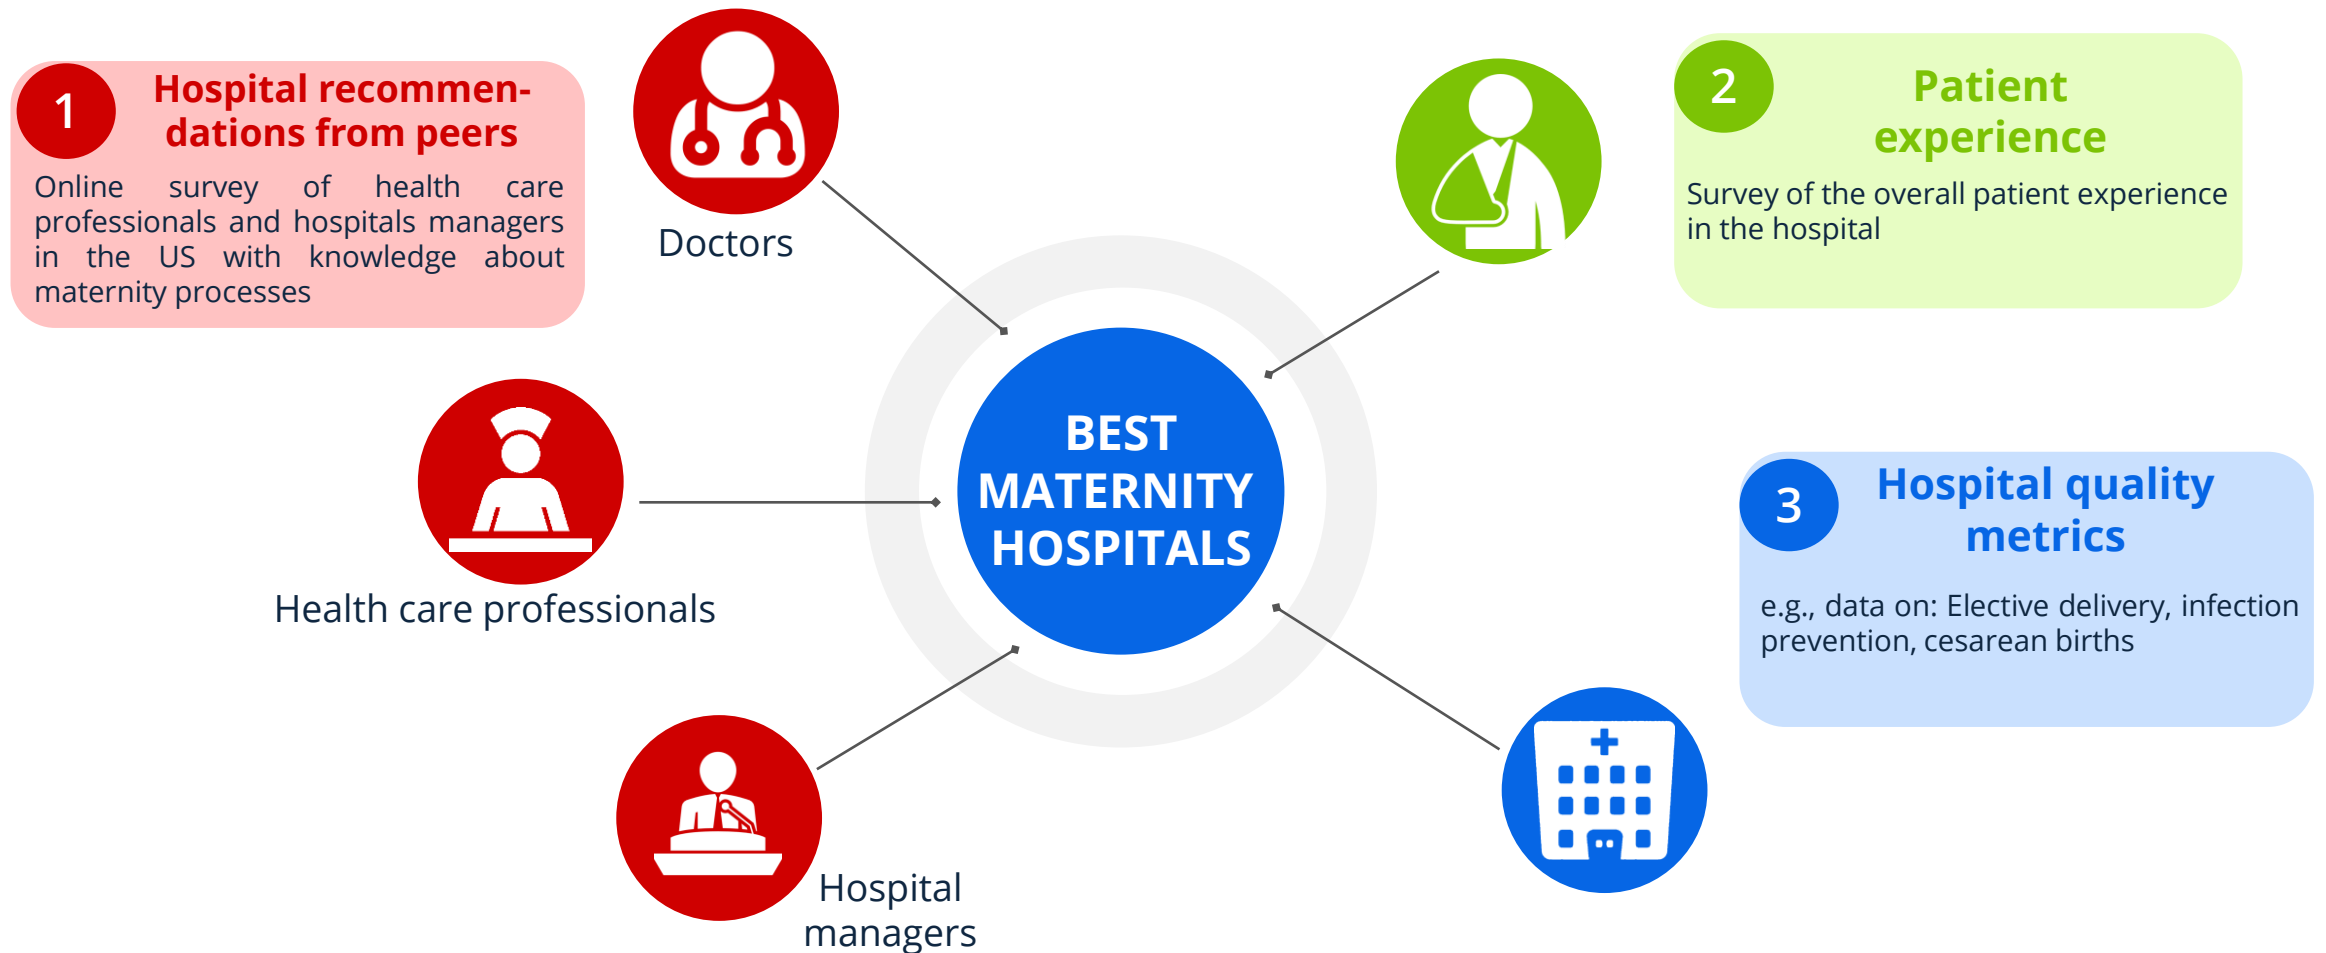 1
Hospital recommen-
dations from peers
Online survey of health care
professionals and hospitals managers
in the US with knowledge about
maternity processes
Doctors
2
Patient
experience
Survey of the overall patient experience
in the hospital
BEST
MATERNITY
HOSPITALS
Health care professionals
3
Hospital quality
metrics
e.g., data on: Elective delivery, infection
prevention, cesarean births
Hospital
managers